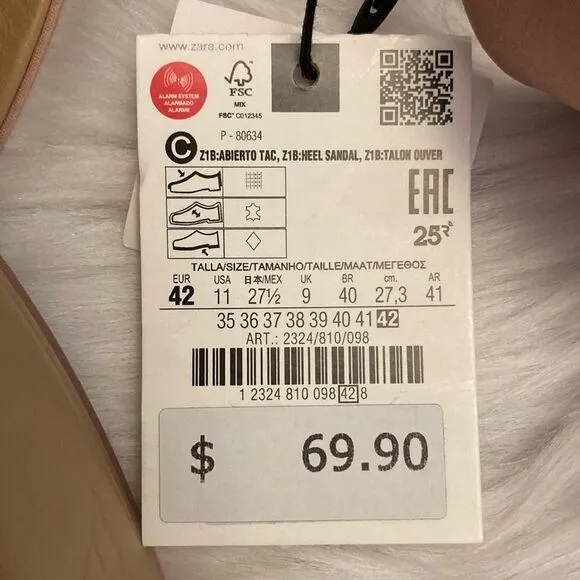 www.zara.com
ALARM SYSTEM
ALARMADO
ALARME
FSC
MIX
FSC™ C012345
P - 80634
C Z1B:ABIERTO TAC, Z1B:HEEL SANDAL, Z1B:TALON OUVER
EAC
25
TALLA/SIZE/TAMANHO/TAILLE/MAAT/ΜΕΓΕΘΟΣ
EUR USA 日本/MEX UK BR cm. AR
42 11 27½ 9 40 27,3 41
35 36 37 38 39 40 41 42
ART.: 2324/810/098
1 2324 810 098 42 8
$ 69.90